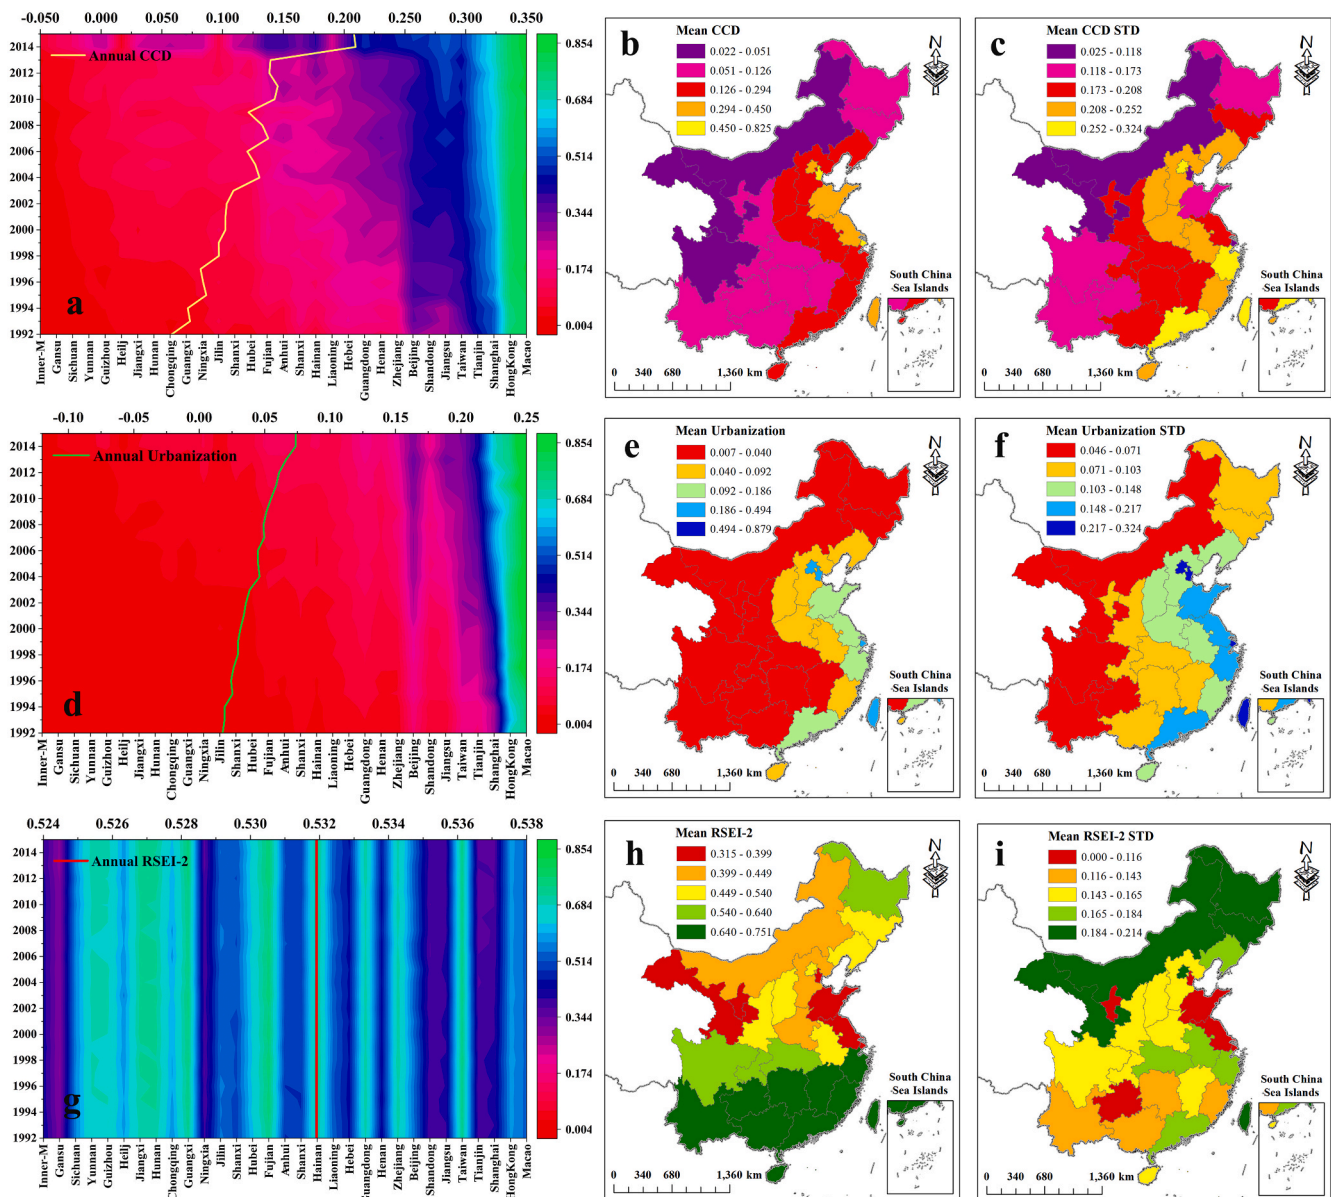 -0.050 0.000 0.050 0.100 0.150 0.200 0.250 0.300 0.350
2014
2012
2010
2008
2006
2004
2002
2000
1998
1996
1994
1992
Annual CCD
a
0.854
0.684
0.514
0.344
0.174
0.004
Inner-M
Gansu
Sichuan
Yunnan
Guizhou
Heilj
Jiangxi
Hunan
Chongqing
Guangxi
Ningxia
Jilin
Shanxi
Hubei
Fujian
Anhui
Shanxi
Hainan
Liaoning
Hebei
Guangdong
Henan
Zhejiang
Beijing
Shandong
Jiangsu
Taiwan
Tianjin
Shanghai
HongKong
Macao
b
Mean CCD
0.022 - 0.051
0.051 - 0.126
0.126 - 0.294
0.294 - 0.450
0.450 - 0.825
N
South China
Sea Islands
0 340 680 1,360 km
c
Mean CCD STD
0.025 - 0.118
0.118 - 0.173
0.173 - 0.208
0.208 - 0.252
0.252 - 0.324
N
South China
Sea Islands
0 340 680 1,360 km
-0.10 -0.05 0.00 0.05 0.10 0.15 0.20 0.25
2014
2012
2010
2008
2006
2004
2002
2000
1998
1996
1994
1992
Annual Urbanization
d
0.854
0.684
0.514
0.344
0.174
0.004
Inner-M
Gansu
Sichuan
Yunnan
Guizhou
Heilj
Jiangxi
Hunan
Chongqing
Guangxi
Ningxia
Jilin
Shanxi
Hubei
Fujian
Anhui
Shanxi
Hainan
Liaoning
Hebei
Guangdong
Henan
Zhejiang
Beijing
Shandong
Jiangsu
Taiwan
Tianjin
Shanghai
HongKong
Macao
e
Mean Urbanization
0.007 - 0.040
0.040 - 0.092
0.092 - 0.186
0.186 - 0.494
0.494 - 0.879
N
South China
Sea Islands
0 340 680 1,360 km
f
Mean Urbanization STD
0.046 - 0.071
0.071 - 0.103
0.103 - 0.148
0.148 - 0.217
0.217 - 0.324
N
South China
Sea Islands
0 340 680 1,360 km
0.524 0.526 0.528 0.530 0.532 0.534 0.536 0.538
2014
2012
2010
2008
2006
2004
2002
2000
1998
1996
1994
1992
Annual RSEI-2
g
0.854
0.684
0.514
0.344
0.174
0.004
Inner-M
Gansu
Sichuan
Yunnan
Guizhou
Heilj
Jiangxi
Hunan
Chongqing
Guangxi
Ningxia
Jilin
Shanxi
Hubei
Fujian
Anhui
Shanxi
Hainan
Liaoning
Hebei
Guangdong
Henan
Zhejiang
Beijing
Shandong
Jiangsu
Taiwan
Tianjin
Shanghai
HongKong
Macao
h
Mean RSEI-2
0.315 - 0.399
0.399 - 0.449
0.449 - 0.540
0.540 - 0.640
0.640 - 0.751
N
South China
Sea Islands
0 340 680 1,360 km
i
Mean RSEI-2 STD
0.000 - 0.116
0.116 - 0.143
0.143 - 0.165
0.165 - 0.184
0.184 - 0.214
N
South China
Sea Islands
0 340 680 1,360 km